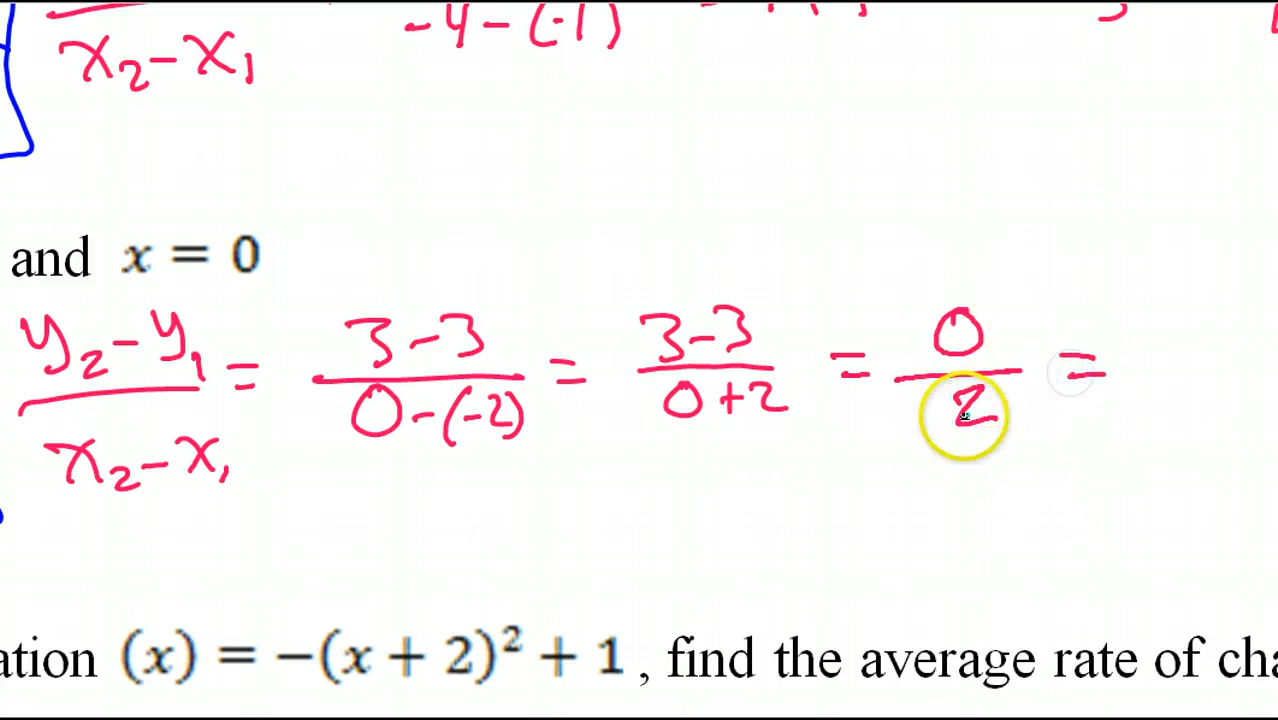 x₂-x₁ -4-(-1)
and x = 0
y₂-y₁ = 3-3 = 3-3 = 0 =
x₂-x₁ 0-(-2) 0+2 2
ation (x) = −(x + 2)² + 1 , find the average rate of cha